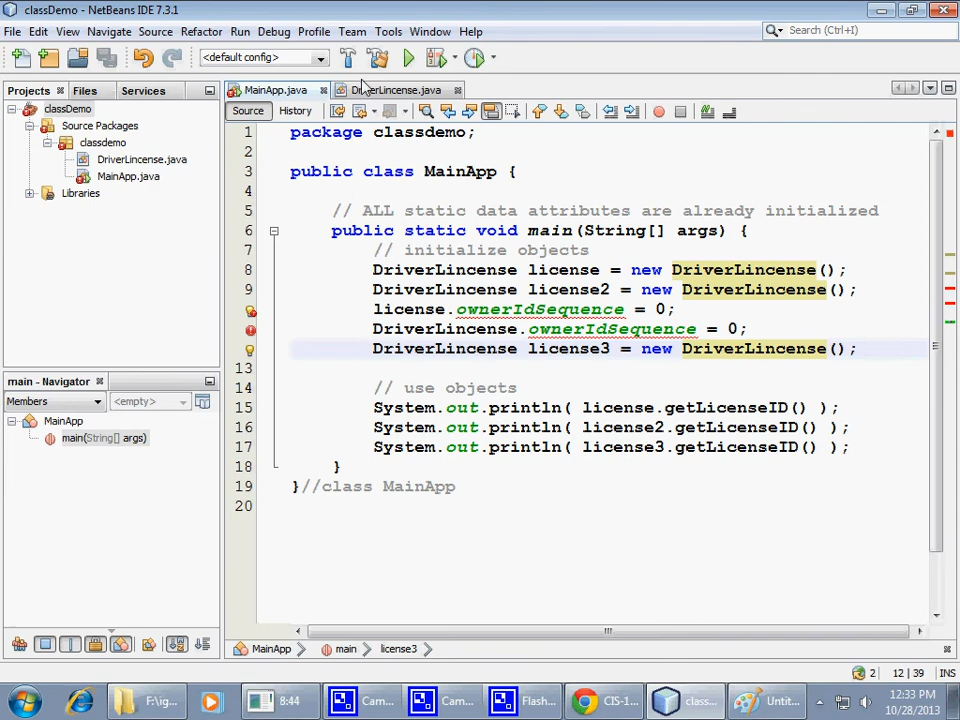 classDemo - NetBeans IDE 7.3.1
File Edit View Navigate Source Refactor Run Debug Profile Team Tools Window Help
Search (Ctrl+I)
<default config>
Projects Files Services
MainApp.java DriverLincense.java
Source History
classDemo
Source Packages
classdemo
DriverLincense.java
MainApp.java
Libraries
1 package classdemo;
2
3 public class MainApp {
4
5 // ALL static data attributes are already initialized
6 public static void main(String[] args) {
7 // initialize objects
8 DriverLincense license = new DriverLincense();
9 DriverLincense license2 = new DriverLincense();
license.ownerIdSequence = 0;
DriverLincense.ownerIdSequence = 0;
DriverLincense license3 = new DriverLincense();
13
14 // use objects
15 System.out.println( license.getLicenseID() );
16 System.out.println( license2.getLicenseID() );
17 System.out.println( license3.getLicenseID() );
18 }
19 }//class MainApp
20
main - Navigator
Members <empty>
MainApp
main(String[] args)
MainApp main license3
2 12 | 39 INS
F:\ig... 8:44 Cam... Cam... Flash... CIS-1... class... Untit...
12:33 PM
10/28/2013